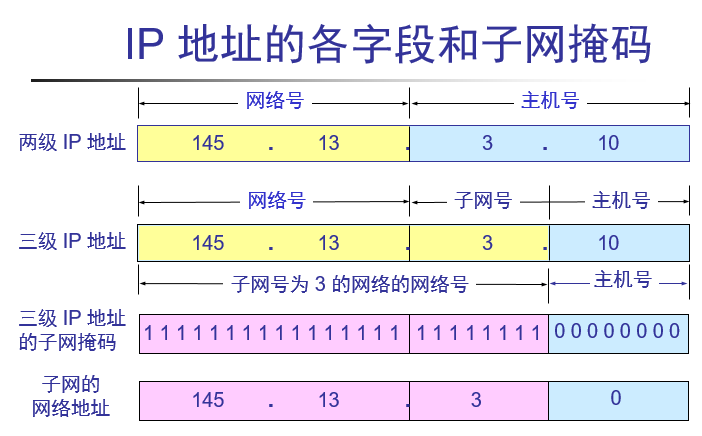 IP 地址的各字段和子网掩码
网络号 主机号
两级 IP 地址 145 . 13 . 3 . 10
网络号 子网号 主机号
三级 IP 地址 145 . 13 . 3 . 10
子网号为 3 的网络的网络号 主机号
三级 IP 地址
的子网掩码
1 1 1 1 1 1 1 1 1 1 1 1 1 1 1 1 1 1 1 1 1 1 1 1 0 0 0 0 0 0 0 0
子网的
网络地址
145 . 13 . 3 0